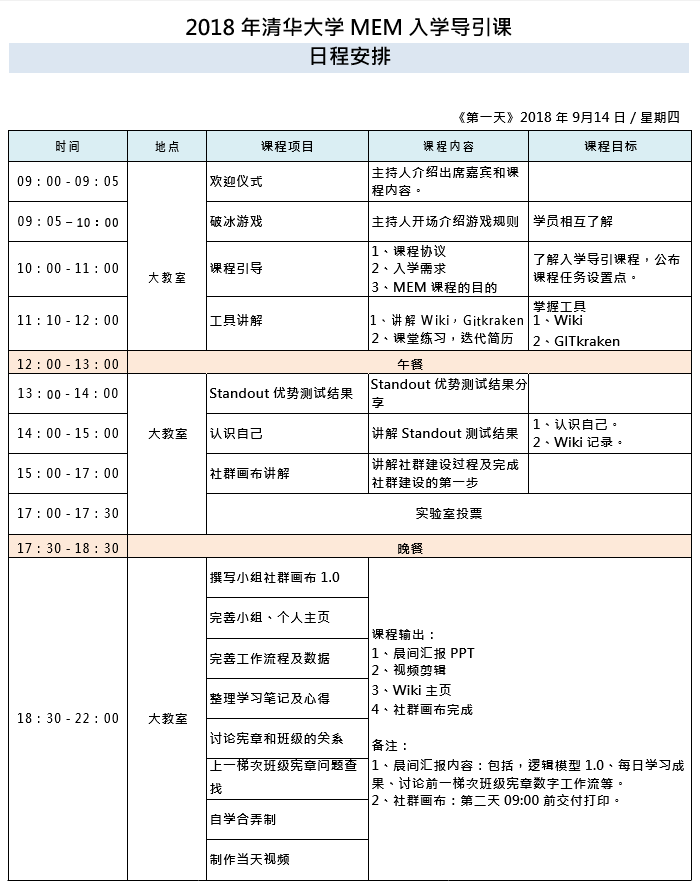 2018 年清华大学 MEM 入学导引课
日程安排
《第一天》2018 年 9月14 日 / 星期四
时间 地点 课程项目 课程内容 课程目标
09：00 - 09：05 欢迎仪式 主持人介绍出席嘉宾和课
程内容。
09：05 – 10：00 破冰游戏 主持人开场介绍游戏规则 学员相互了解
大教室
10：00 - 11：00 课程引导 1、课程协议
2、入学需求
3、MEM 课程的目的
了解入学导引课程，公布
课程任务设置点。
11：10 - 12：00 工具讲解 1、讲解 Wiki，Gitkraken
2、课堂练习，迭代简历
掌握工具
1、Wiki
2、GITkraken
12：00 - 13：00 午餐
13：00 - 14：00 Standout 优势测试结果 Standout 优势测试结果分
享
14：00 - 15：00 大教室 认识自己 讲解 Standout 测试结果 1、认识自己。
2、Wiki 记录。
15：00 - 17：00 社群画布讲解 讲解社群建设过程及完成
社群建设的第一步
17：00 - 17：30 实验室投票
17：30 - 18：30 晚餐
18：30 - 22：00 大教室
撰写小组社群画布 1.0
完善小组、个人主页
完善工作流程及数据
整理学习笔记及心得
讨论宪章和班级的关系
上一梯次班级宪章问题查
找
自学合弄制
制作当天视频
课程输出：
1、晨间汇报 PPT
2、视频剪辑
3、Wiki 主页
4、社群画布完成
备注：
1、晨间汇报内容：包括，逻辑模型 1.0、每日学习成
果、讨论前一梯次班级宪章数字工作流等。
2、社群画布：第二天 09:00 前交付打印。